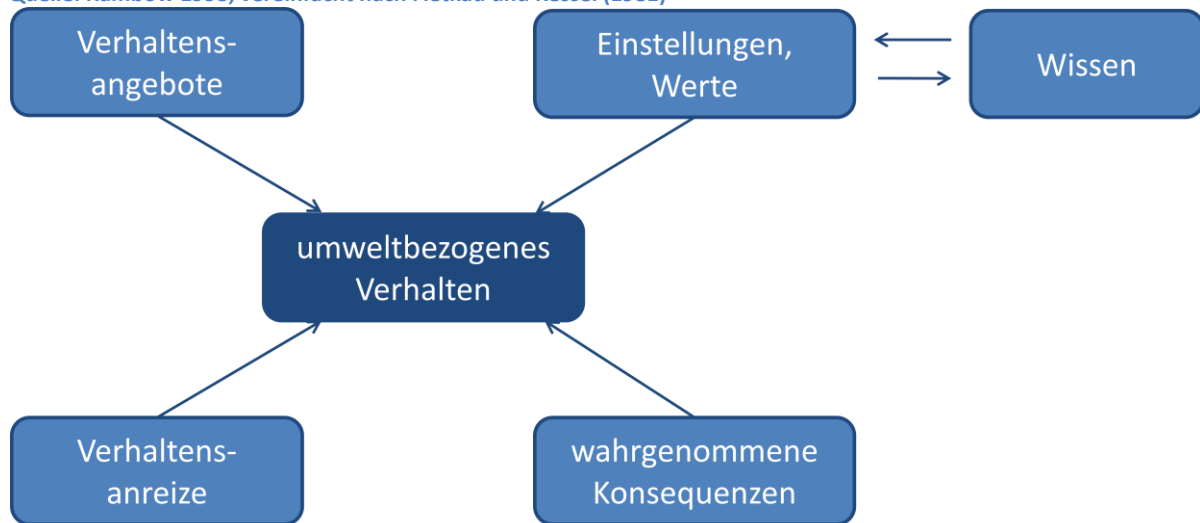 Verhaltens-
angebote
Einstellungen,
Werte
Wissen
umweltbezogenes
Verhalten
Verhaltens-
anreize
wahrgenommene
Konsequenzen